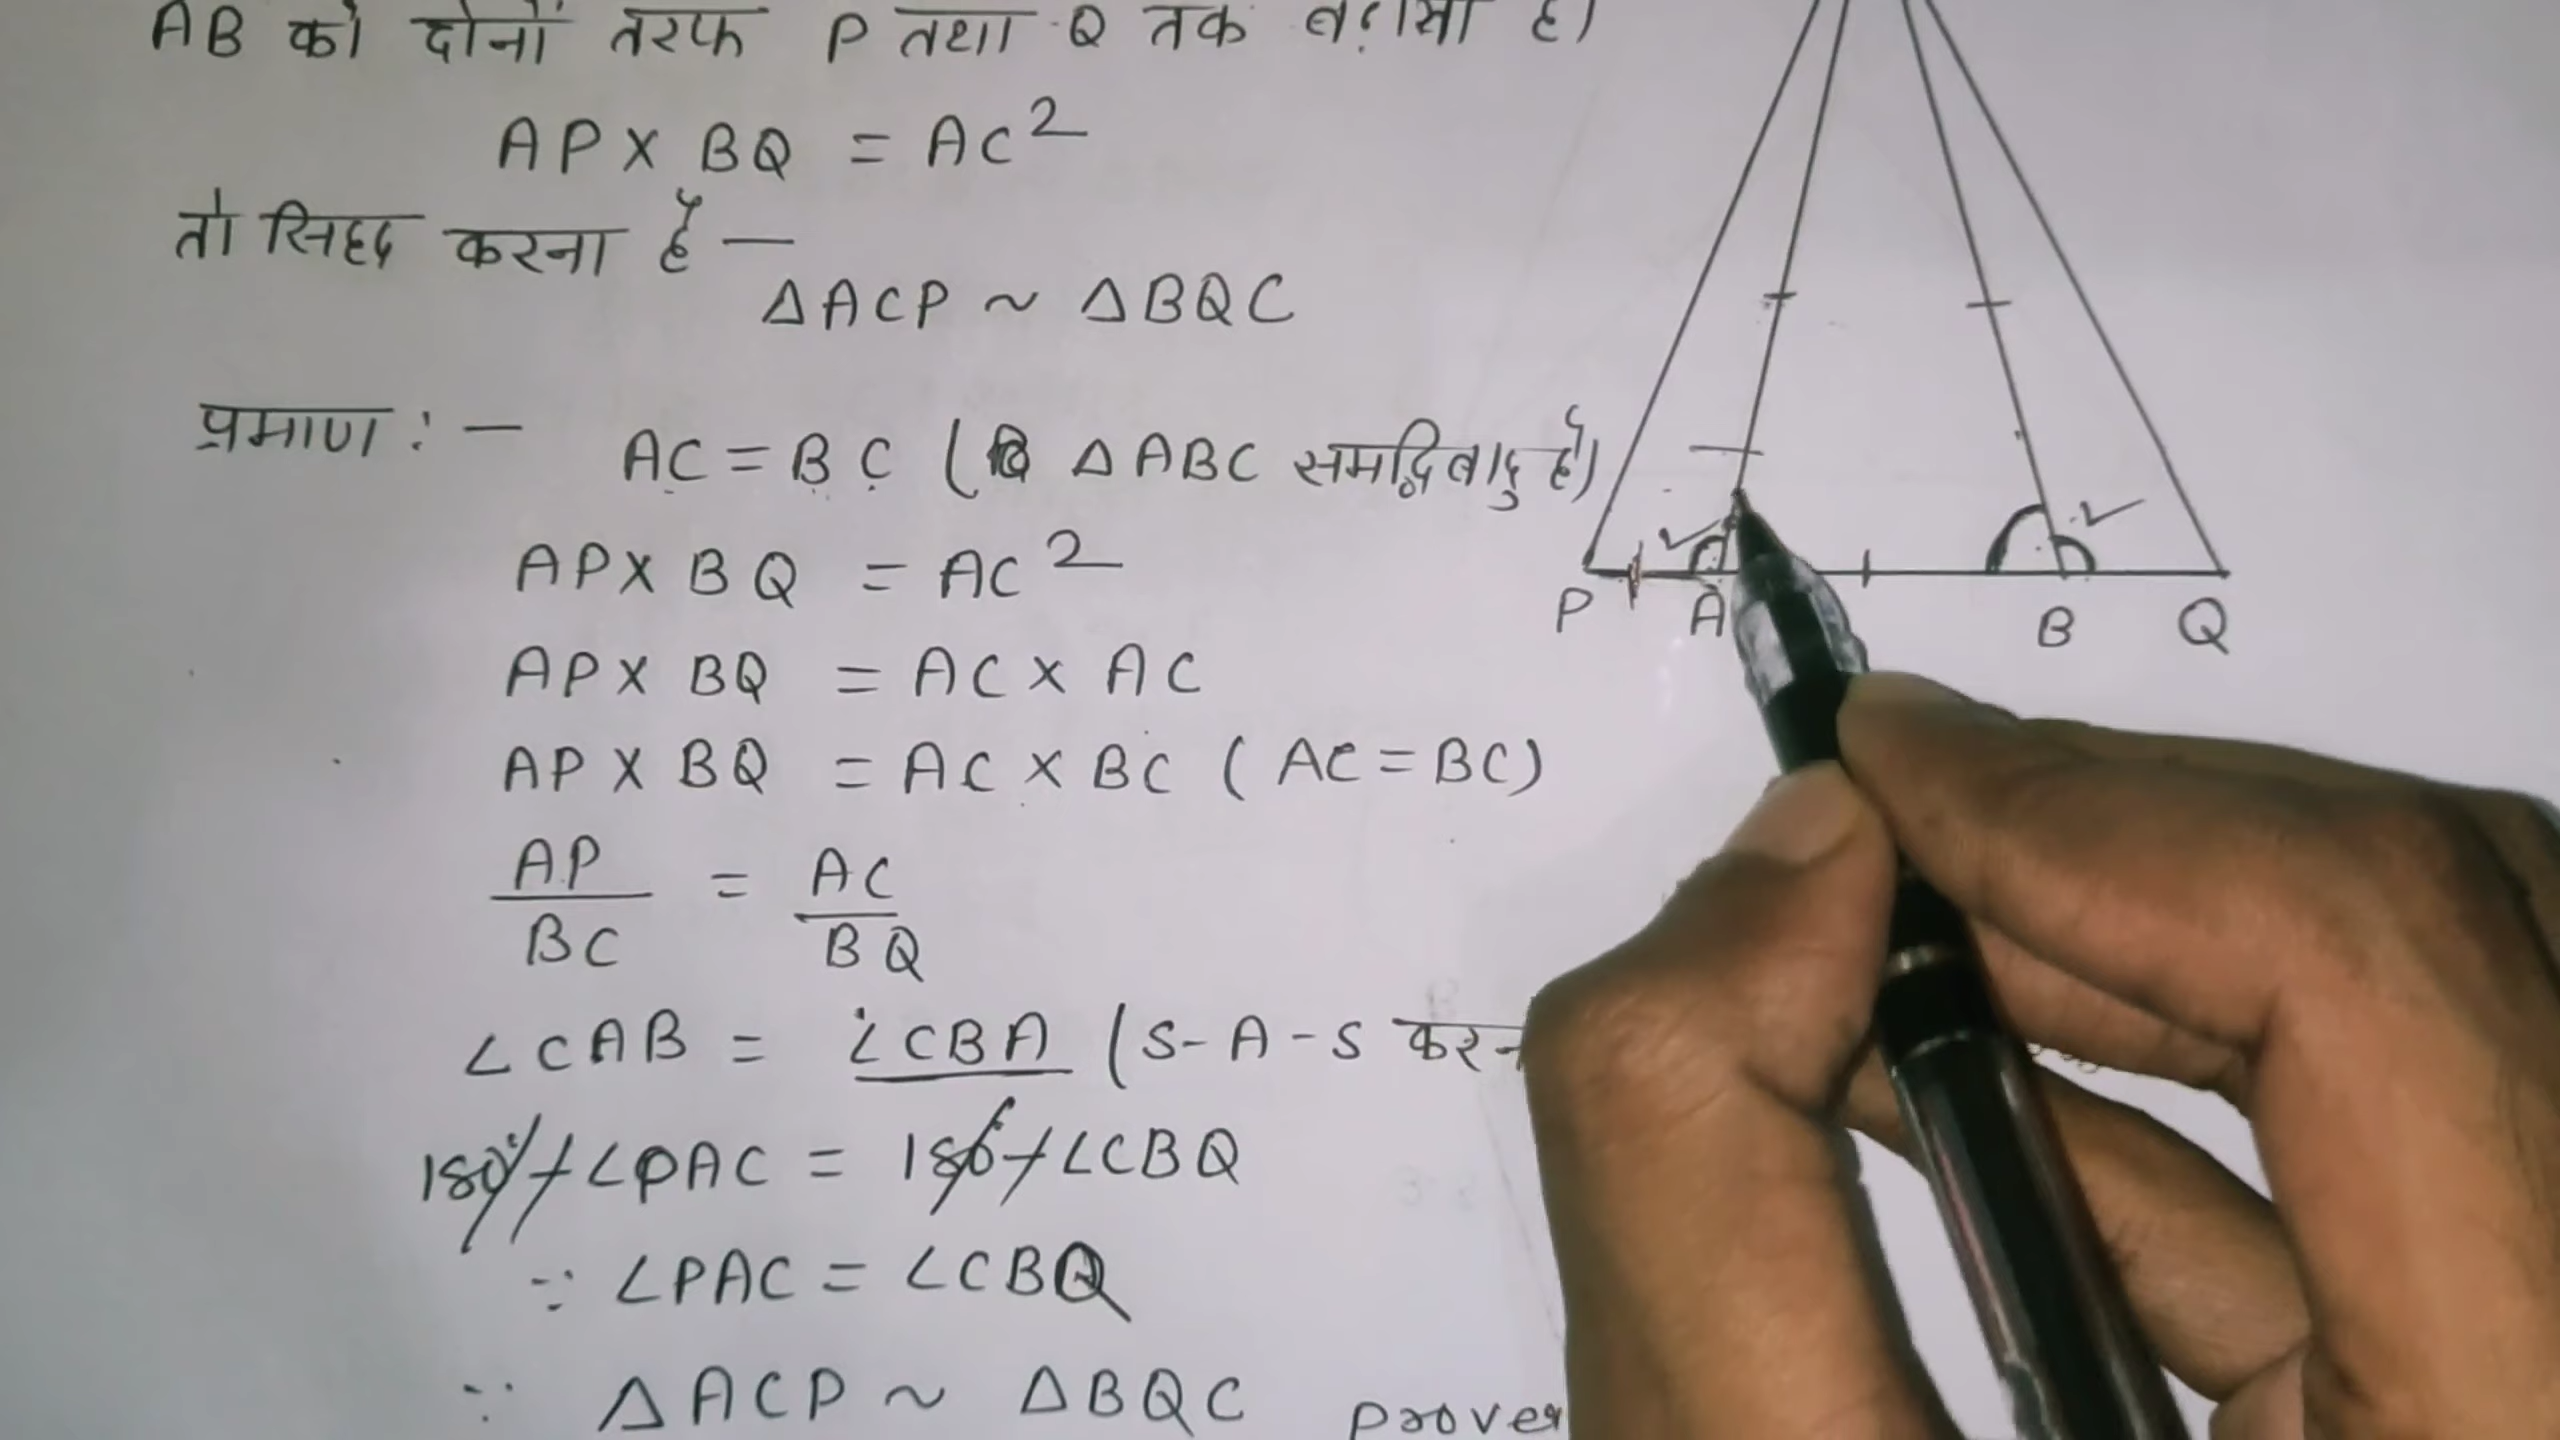 AB को दोनों तरफ P तथा Q तक बढ़ाया है।
AP X BQ = AC²
तो सिद्ध करना है —
ΔACP ~ ΔBQC
प्रमाण : — AC = BC ( ΔABC समद्विबाहु है)
AP X BQ = AC²
AP X BQ = AC X AC
AP X BQ = AC X BC ( AC = BC)
AP/BC = AC/BQ
∠CAB = ∠CBA (S-A-S
180° - ∠PAC = 180° - ∠CBQ
∵ ∠PAC = ∠CBQ
∵ ΔACP ~ ΔBQC prove
P A B Q